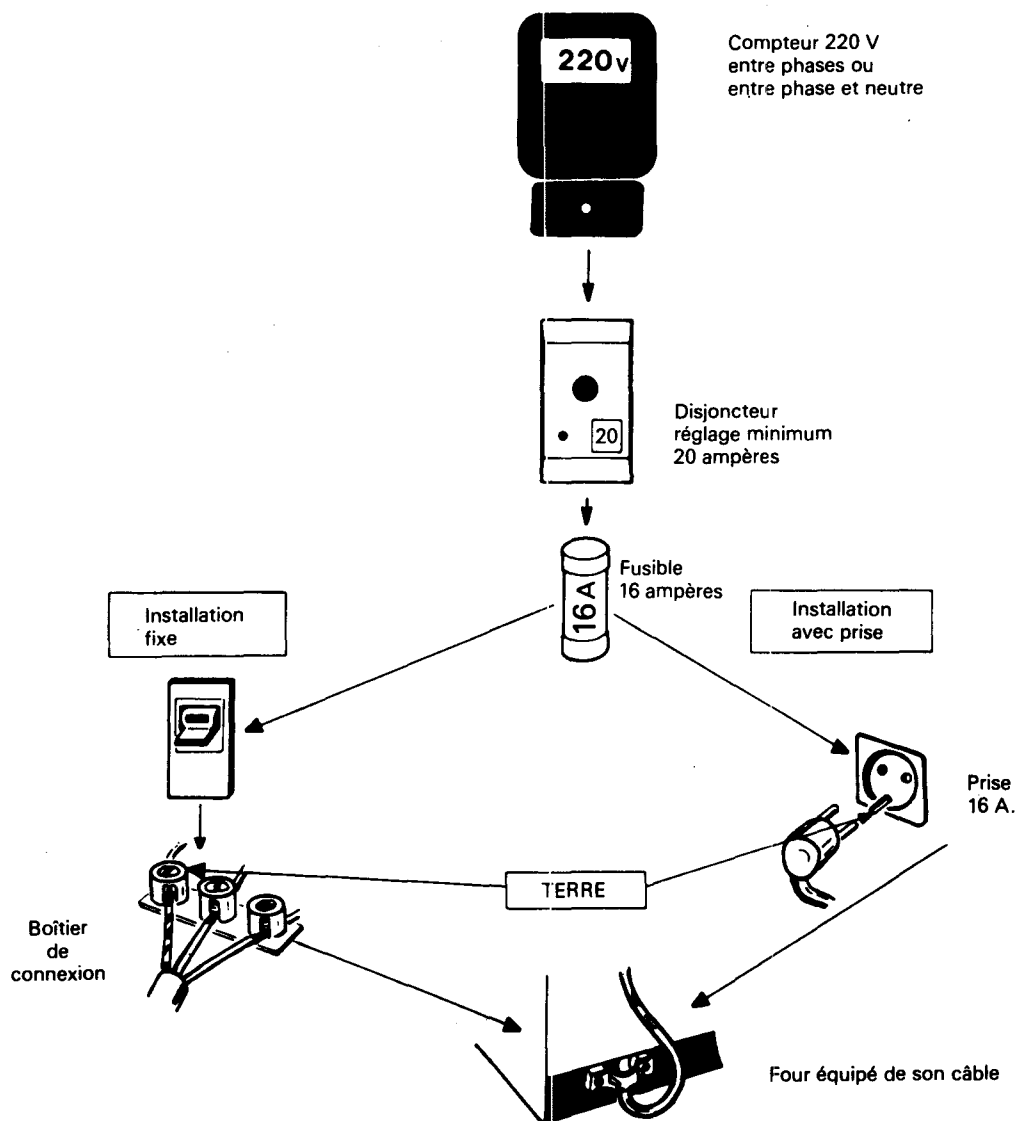 220 V
Compteur 220 V
entre phases ou
entre phase et neutre
20
Disjoncteur
réglage minimum
20 ampères
16 A
Fusible
16 ampères
Installation
fixe
Installation
avec prise
Prise
16 A.
TERRE
Boîtier
de
connexion
Four équipé de son câble